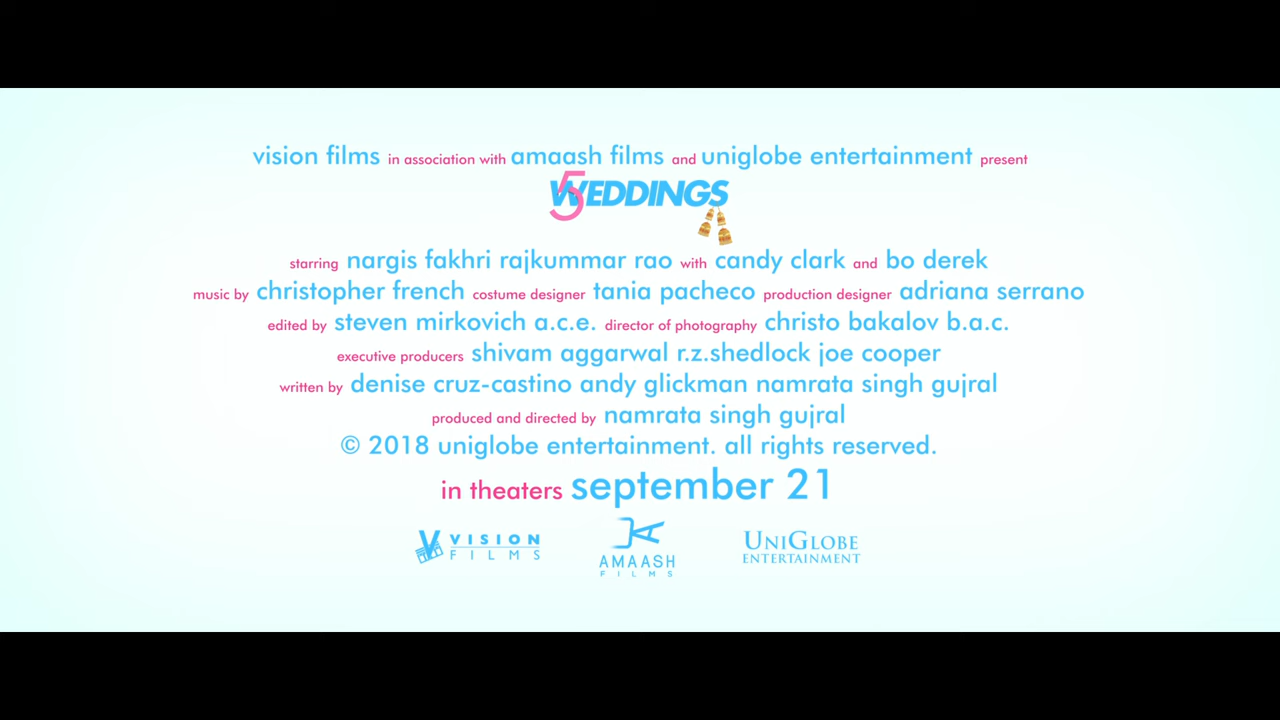 vision films in association with amaash films and uniglobe entertainment present
5 WEDDINGS
starring nargis fakhri rajkummar rao with candy clark and bo derek
music by christopher french costume designer tania pacheco production designer adriana serrano
edited by steven mirkovich a.c.e. director of photography christo bakalov b.a.c.
executive producers shivam aggarwal r.z.shedlock joe cooper
written by denise cruz-castino andy glickman namrata singh gujral
produced and directed by namrata singh gujral
© 2018 uniglobe entertainment. all rights reserved.
in theaters september 21
VISION
FILMS
AMAASH
FILMS
UNIGLOBE
ENTERTAINMENT